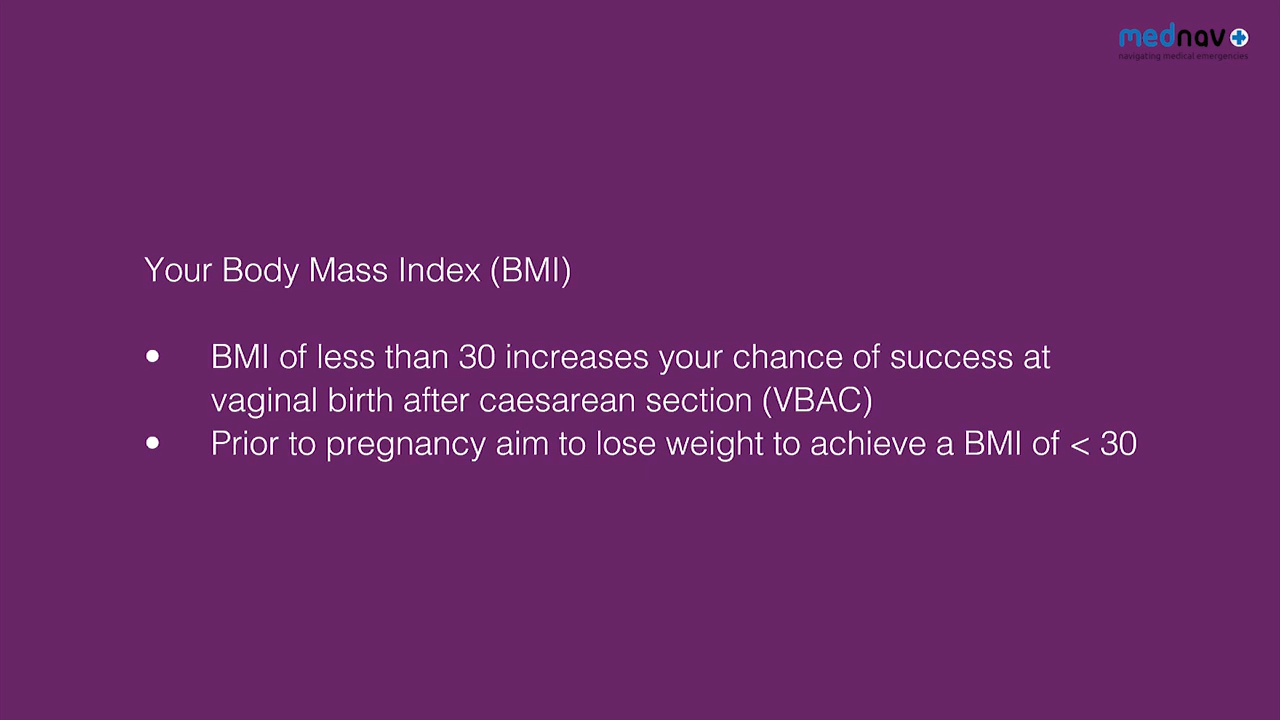 mednav
navigating medical emergencies
Your Body Mass Index (BMI)
• BMI of less than 30 increases your chance of success at
vaginal birth after caesarean section (VBAC)
• Prior to pregnancy aim to lose weight to achieve a BMI of < 30